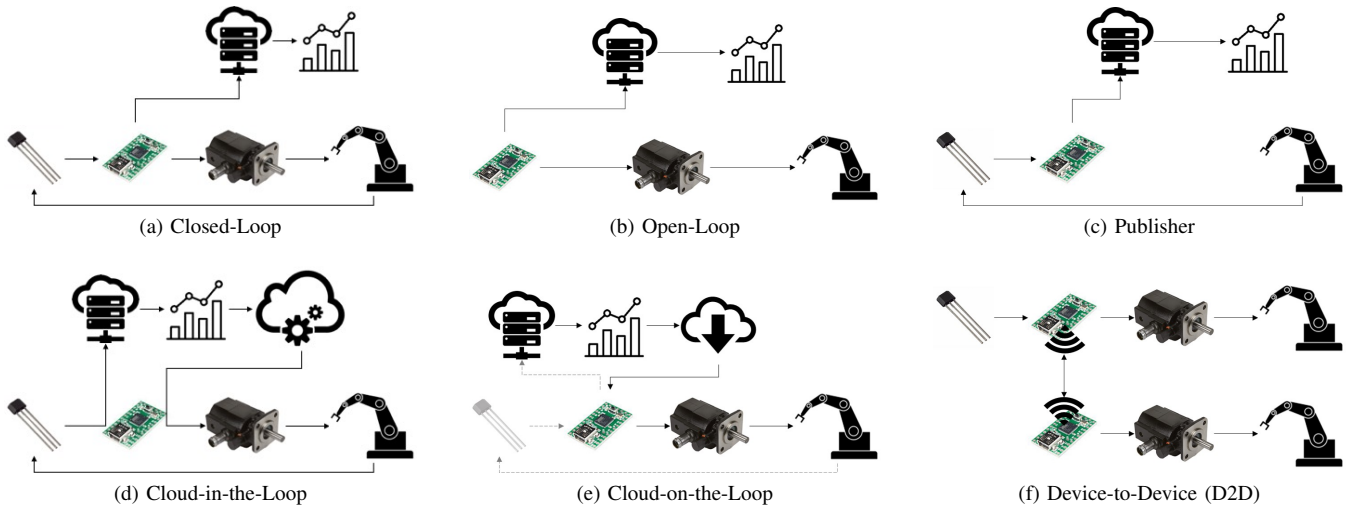 (a) Closed-Loop
(b) Open-Loop
(c) Publisher
(d) Cloud-in-the-Loop
(e) Cloud-on-the-Loop
(f) Device-to-Device (D2D)